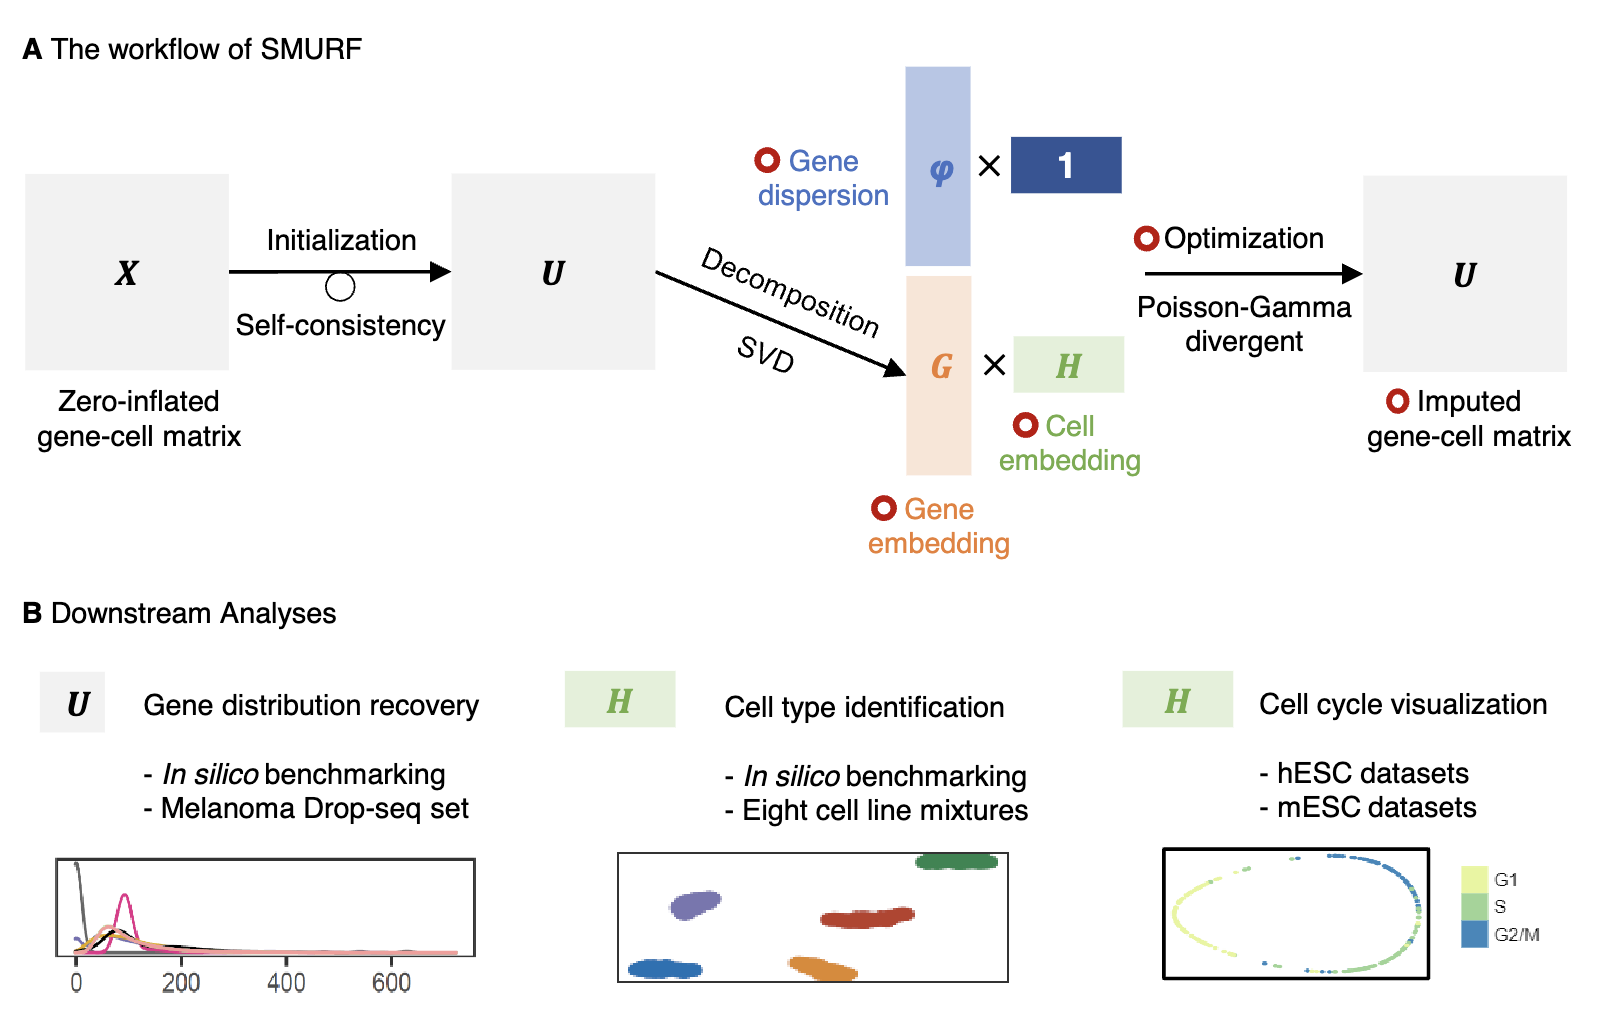 A The workflow of SMURF
X
Zero-inflated
gene-cell matrix
Initialization
Self-consistency
U
Decomposition
SVD
Gene
dispersion
φ × 1
G × H
Cell
embedding
Gene
embedding
Optimization
Poisson-Gamma
divergent
U
Imputed
gene-cell matrix
B Downstream Analyses
U Gene distribution recovery
- In silico benchmarking
- Melanoma Drop-seq set
0 200 400 600
H Cell type identification
- In silico benchmarking
- Eight cell line mixtures
H Cell cycle visualization
- hESC datasets
- mESC datasets
G1
S
G2/M